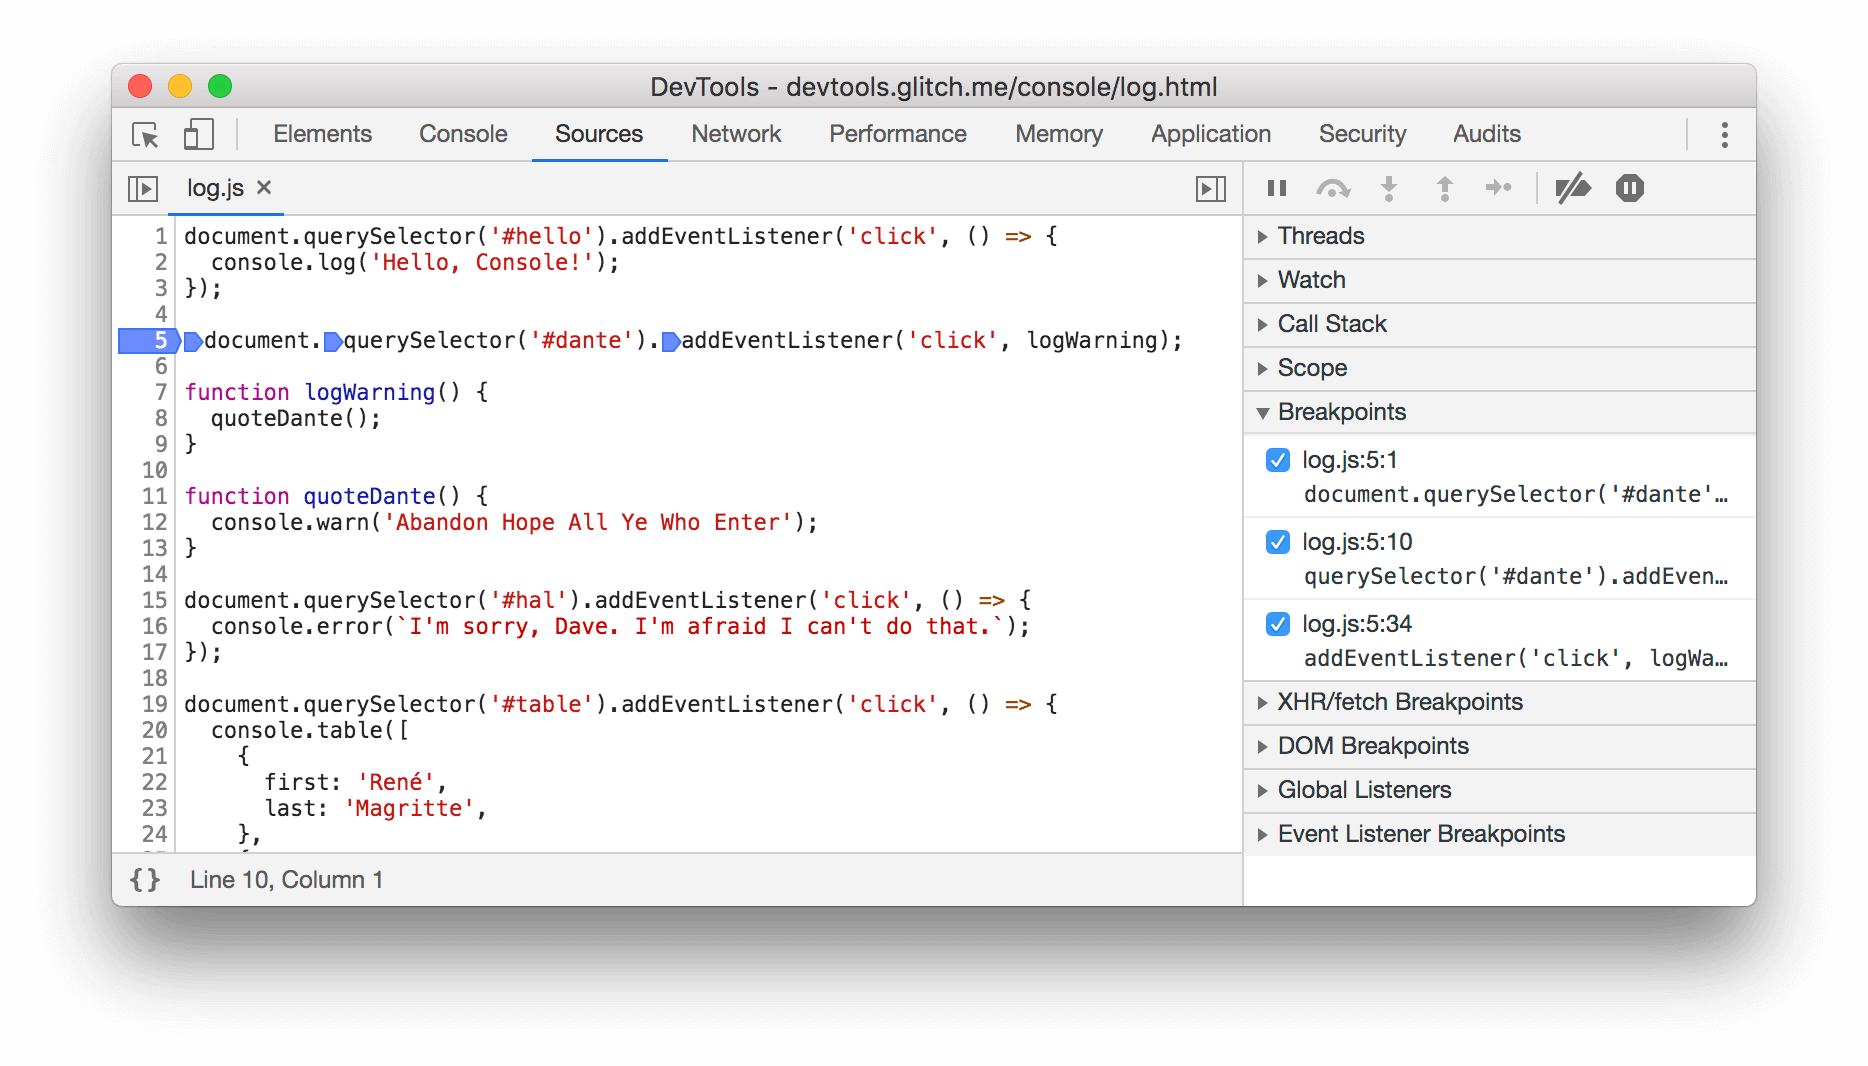 DevTools - devtools.glitch.me/console/log.html
Elements Console Sources Network Performance Memory Application Security Audits
log.js ×
1 document.querySelector('#hello').addEventListener('click', () => {
2   console.log('Hello, Console!');
3 });
4
5 document.querySelector('#dante').addEventListener('click', logWarning);
6
7 function logWarning() {
8   quoteDante();
9 }
10
11 function quoteDante() {
12   console.warn('Abandon Hope All Ye Who Enter');
13 }
14
15 document.querySelector('#hal').addEventListener('click', () => {
16   console.error(`I'm sorry, Dave. I'm afraid I can't do that.`);
17 });
18
19 document.querySelector('#table').addEventListener('click', () => {
20   console.table([
21     {
22       first: 'René',
23       last: 'Magritte',
24     },
{} Line 10, Column 1
Threads
Watch
Call Stack
Scope
Breakpoints
log.js:5:1
document.querySelector('#dante'…
log.js:5:10
querySelector('#dante').addEven…
log.js:5:34
addEventListener('click', logWa…
XHR/fetch Breakpoints
DOM Breakpoints
Global Listeners
Event Listener Breakpoints